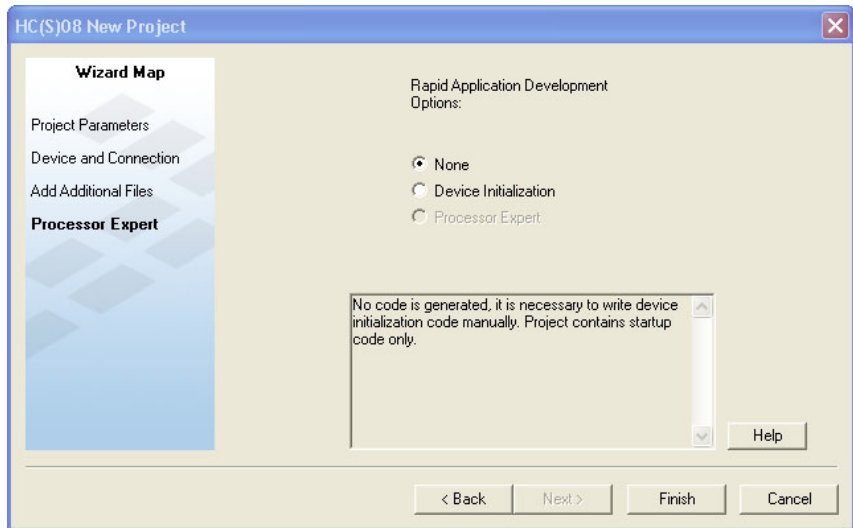 HC(S)08 New Project
Wizard Map
Project Parameters
Device and Connection
Add Additional Files
Processor Expert
Rapid Application Development
Options:
None
Device Initialization
Processor Expert
No code is generated, it is necessary to write device
initialization code manually. Project contains startup
code only.
Help
< Back
Next >
Finish
Cancel